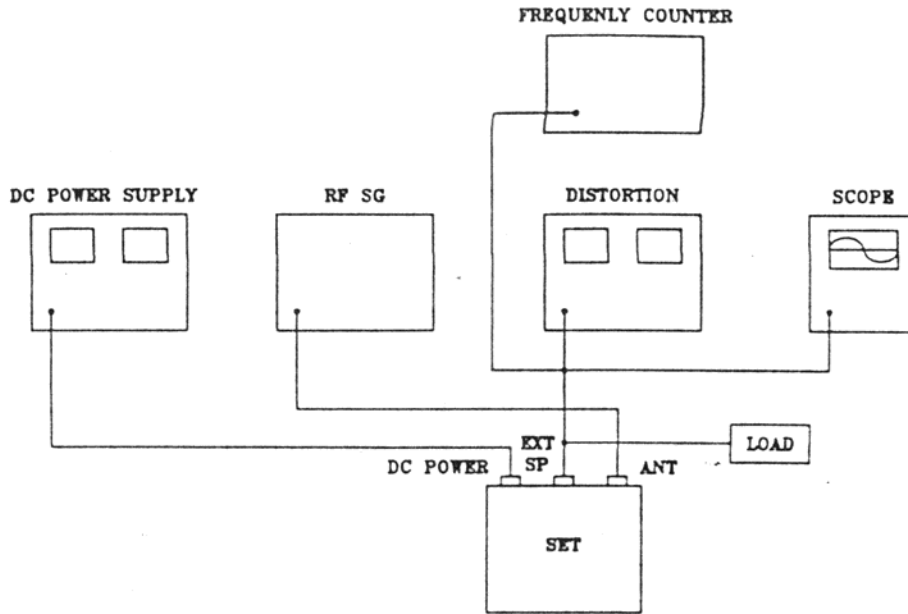 FREQUENLY COUNTER
DC POWER SUPPLY
RF SG
DISTORTION
SCOPE
EXT
SP
DC POWER
ANT
LOAD
SET